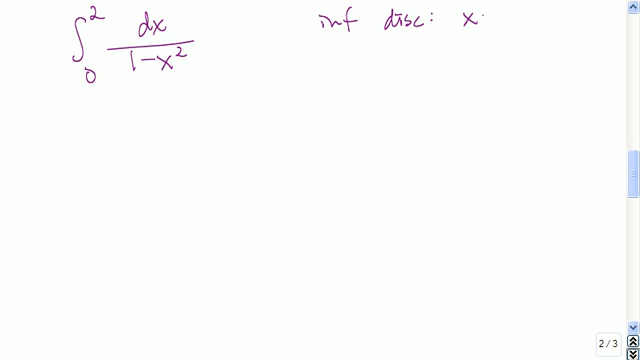 ∫₀² dx/(1-x²) inf disc: x
2 / 3